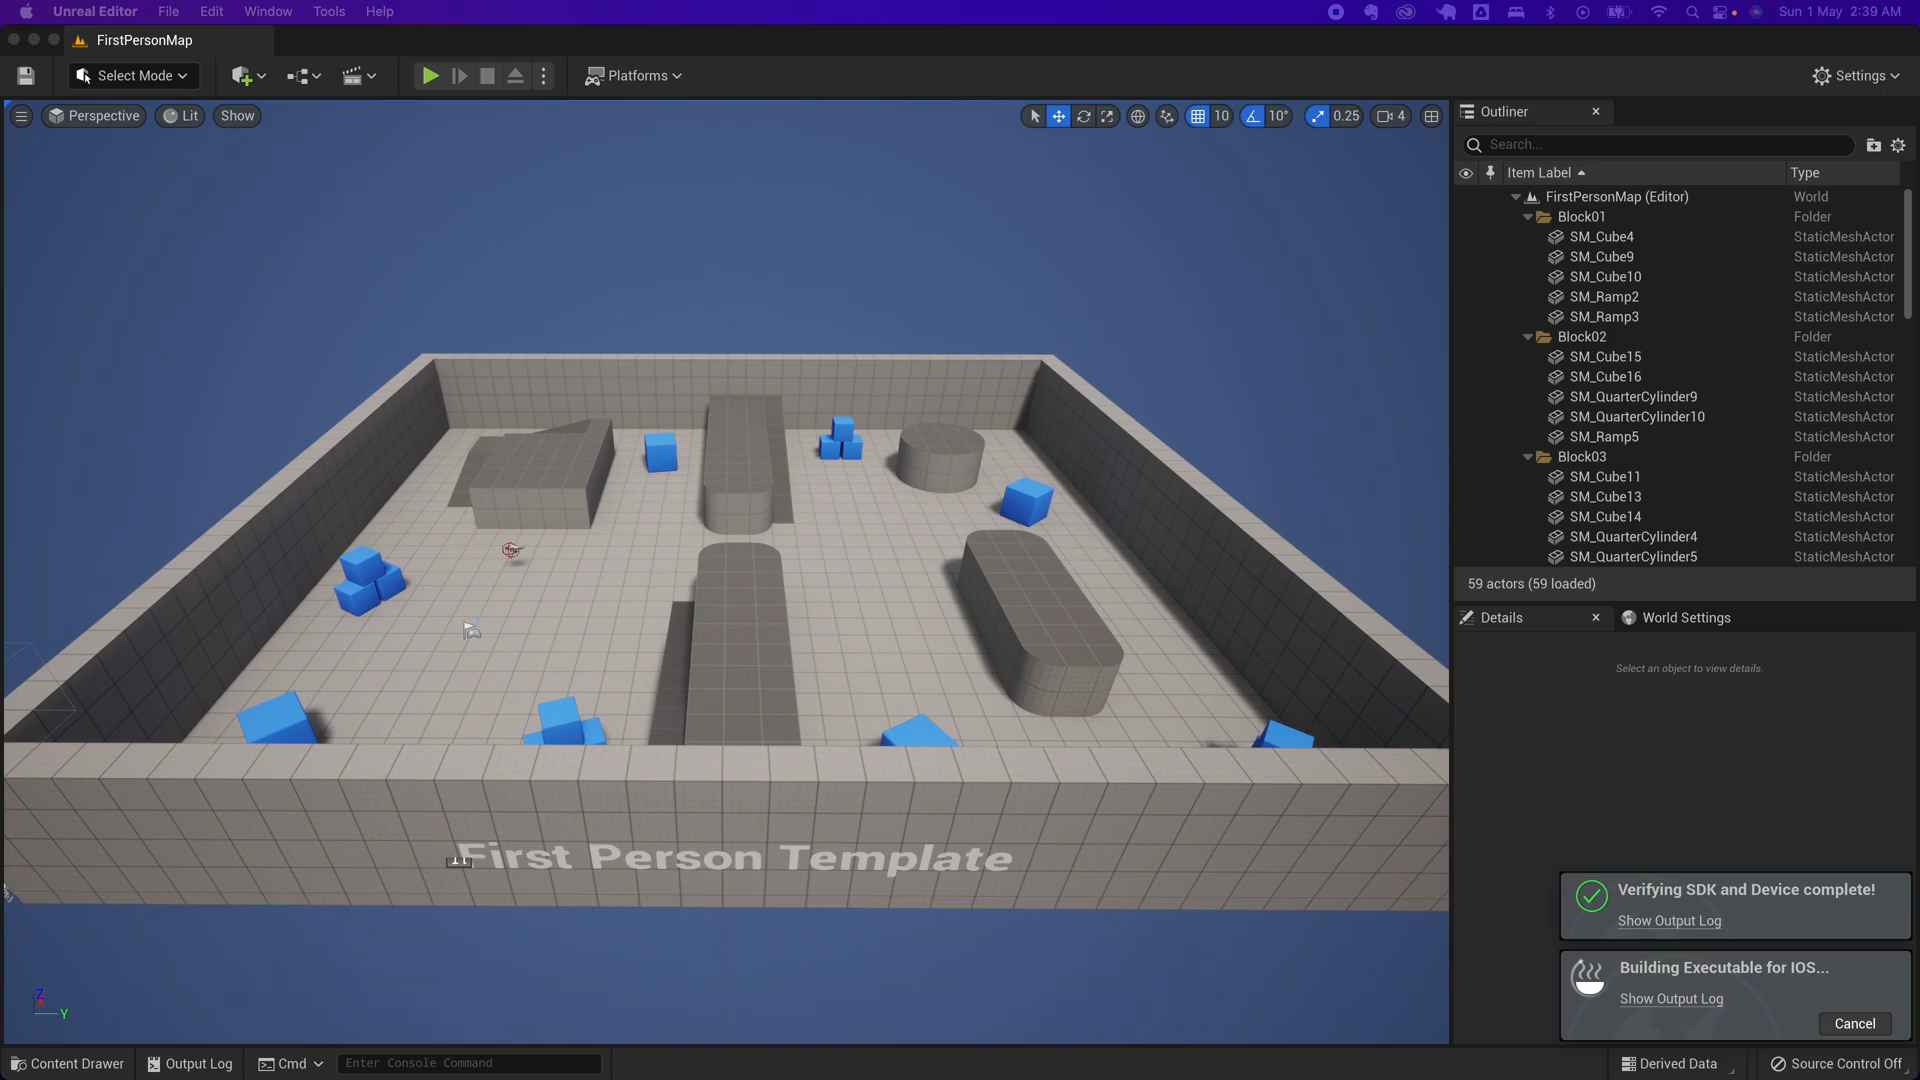 Unreal Editor File Edit Window Tools Help Sun 1 May 2:39 AM
FirstPersonMap
Select Mode Platforms Settings
Perspective Lit Show 10 10° 0.25 4
Outliner
Search...
Item Label Type
FirstPersonMap (Editor) World
Block01 Folder
SM_Cube4 StaticMeshActor
SM_Cube9 StaticMeshActor
SM_Cube10 StaticMeshActor
SM_Ramp2 StaticMeshActor
SM_Ramp3 StaticMeshActor
Block02 Folder
SM_Cube15 StaticMeshActor
SM_Cube16 StaticMeshActor
SM_QuarterCylinder9 StaticMeshActor
SM_QuarterCylinder10 StaticMeshActor
SM_Ramp5 StaticMeshActor
Block03 Folder
SM_Cube11 StaticMeshActor
SM_Cube13 StaticMeshActor
SM_Cube14 StaticMeshActor
SM_QuarterCylinder4 StaticMeshActor
SM_QuarterCylinder5 StaticMeshActor
59 actors (59 loaded)
Details World Settings
Select an object to view details.
First Person Template
Verifying SDK and Device complete!
Show Output Log
Building Executable for IOS...
Show Output Log
Cancel
Z
Y
Content Drawer Output Log Cmd Enter Console Command Derived Data Source Control Off